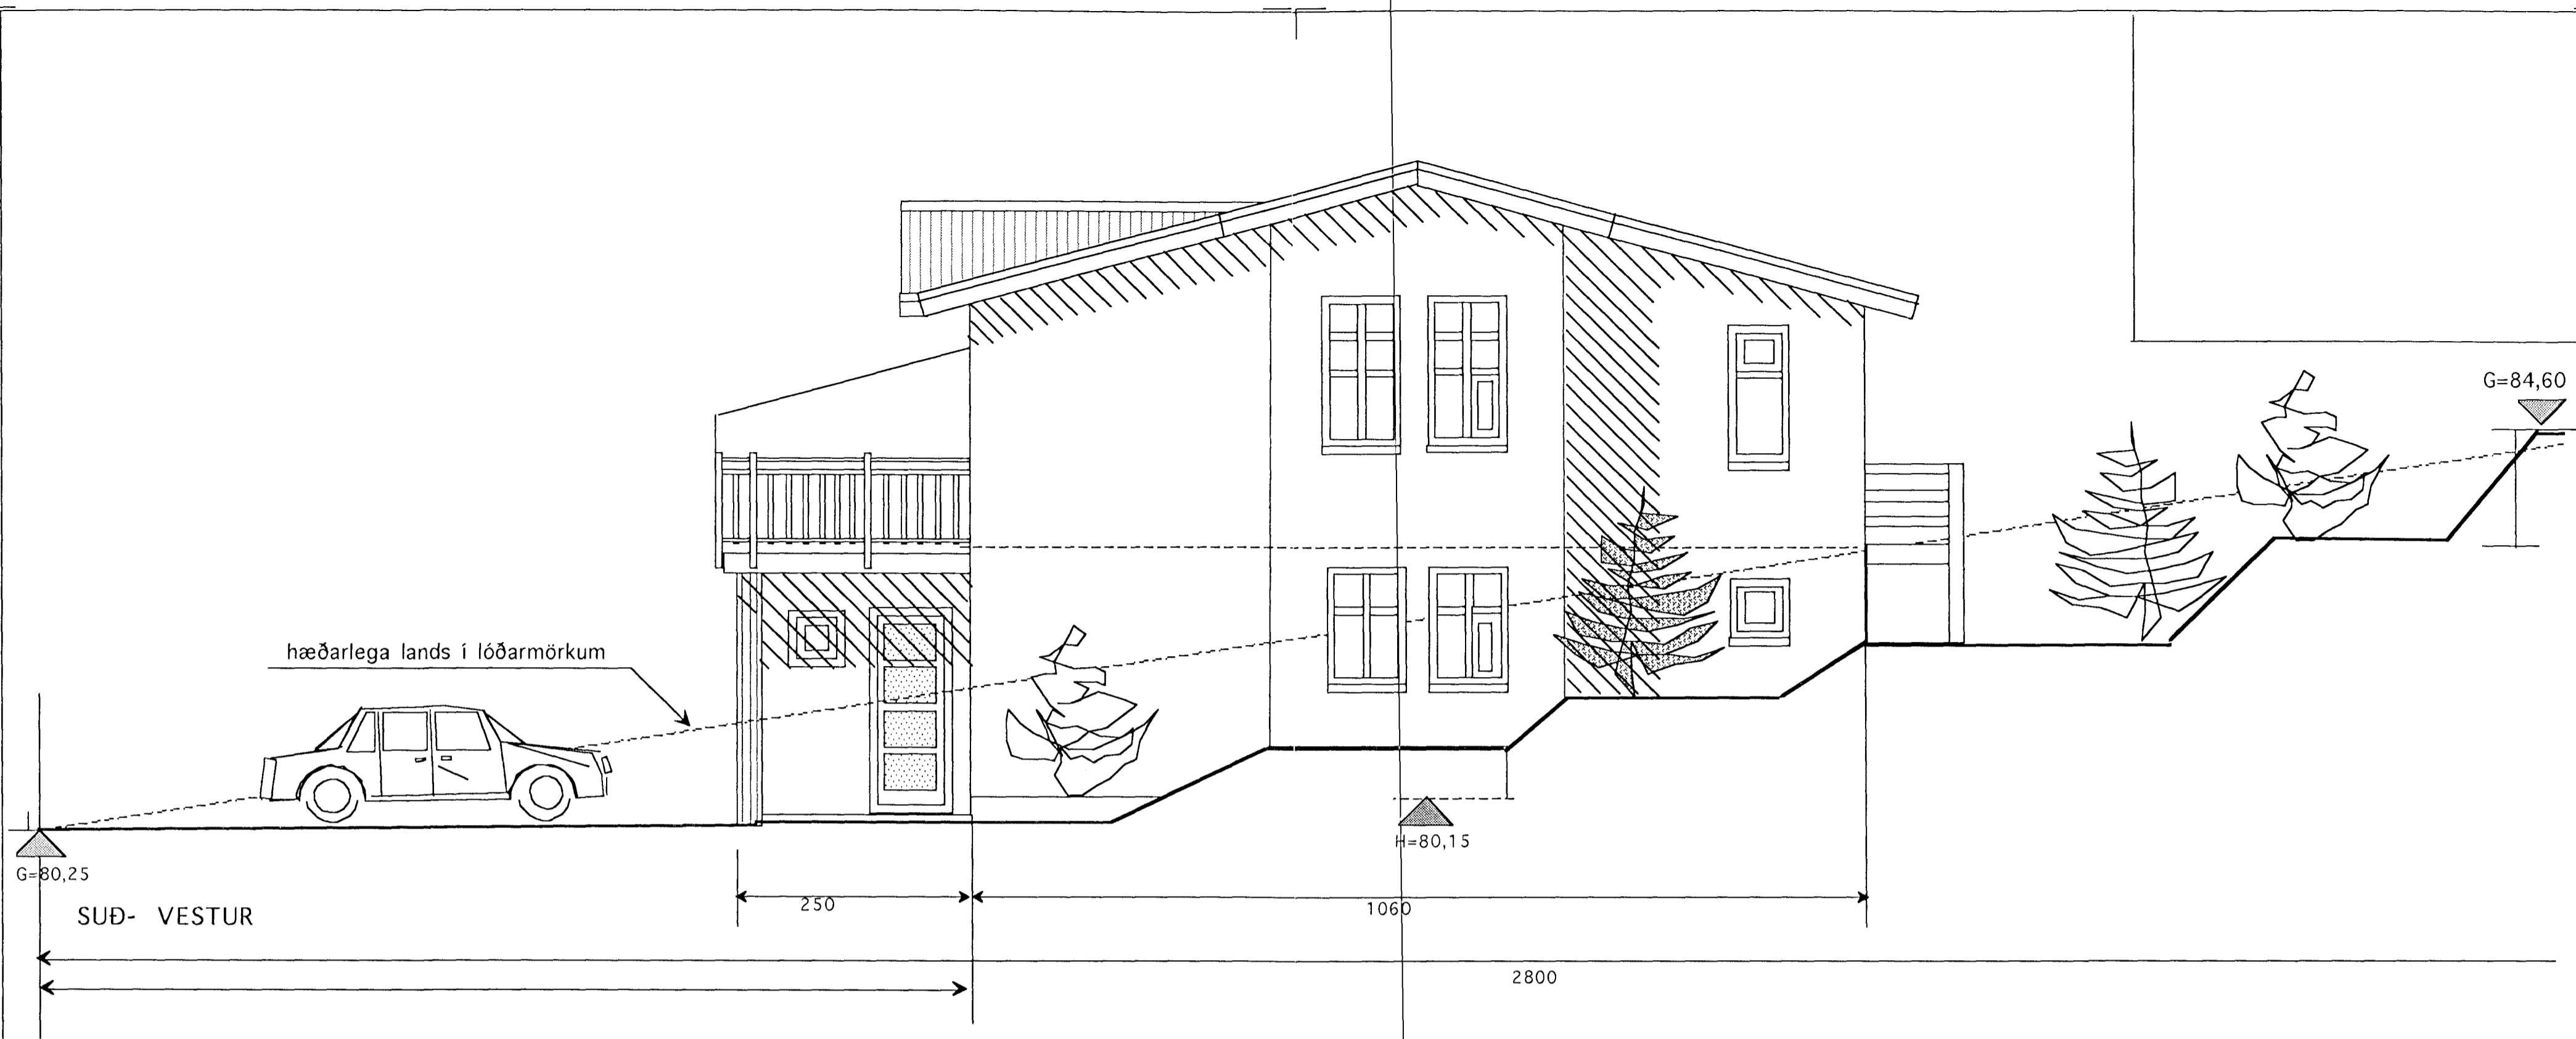 G=84,60
hæðarlega lands í lóðarmörkum
H=80,15
G=80,25
250
1060
SUÐ- VESTUR
2800